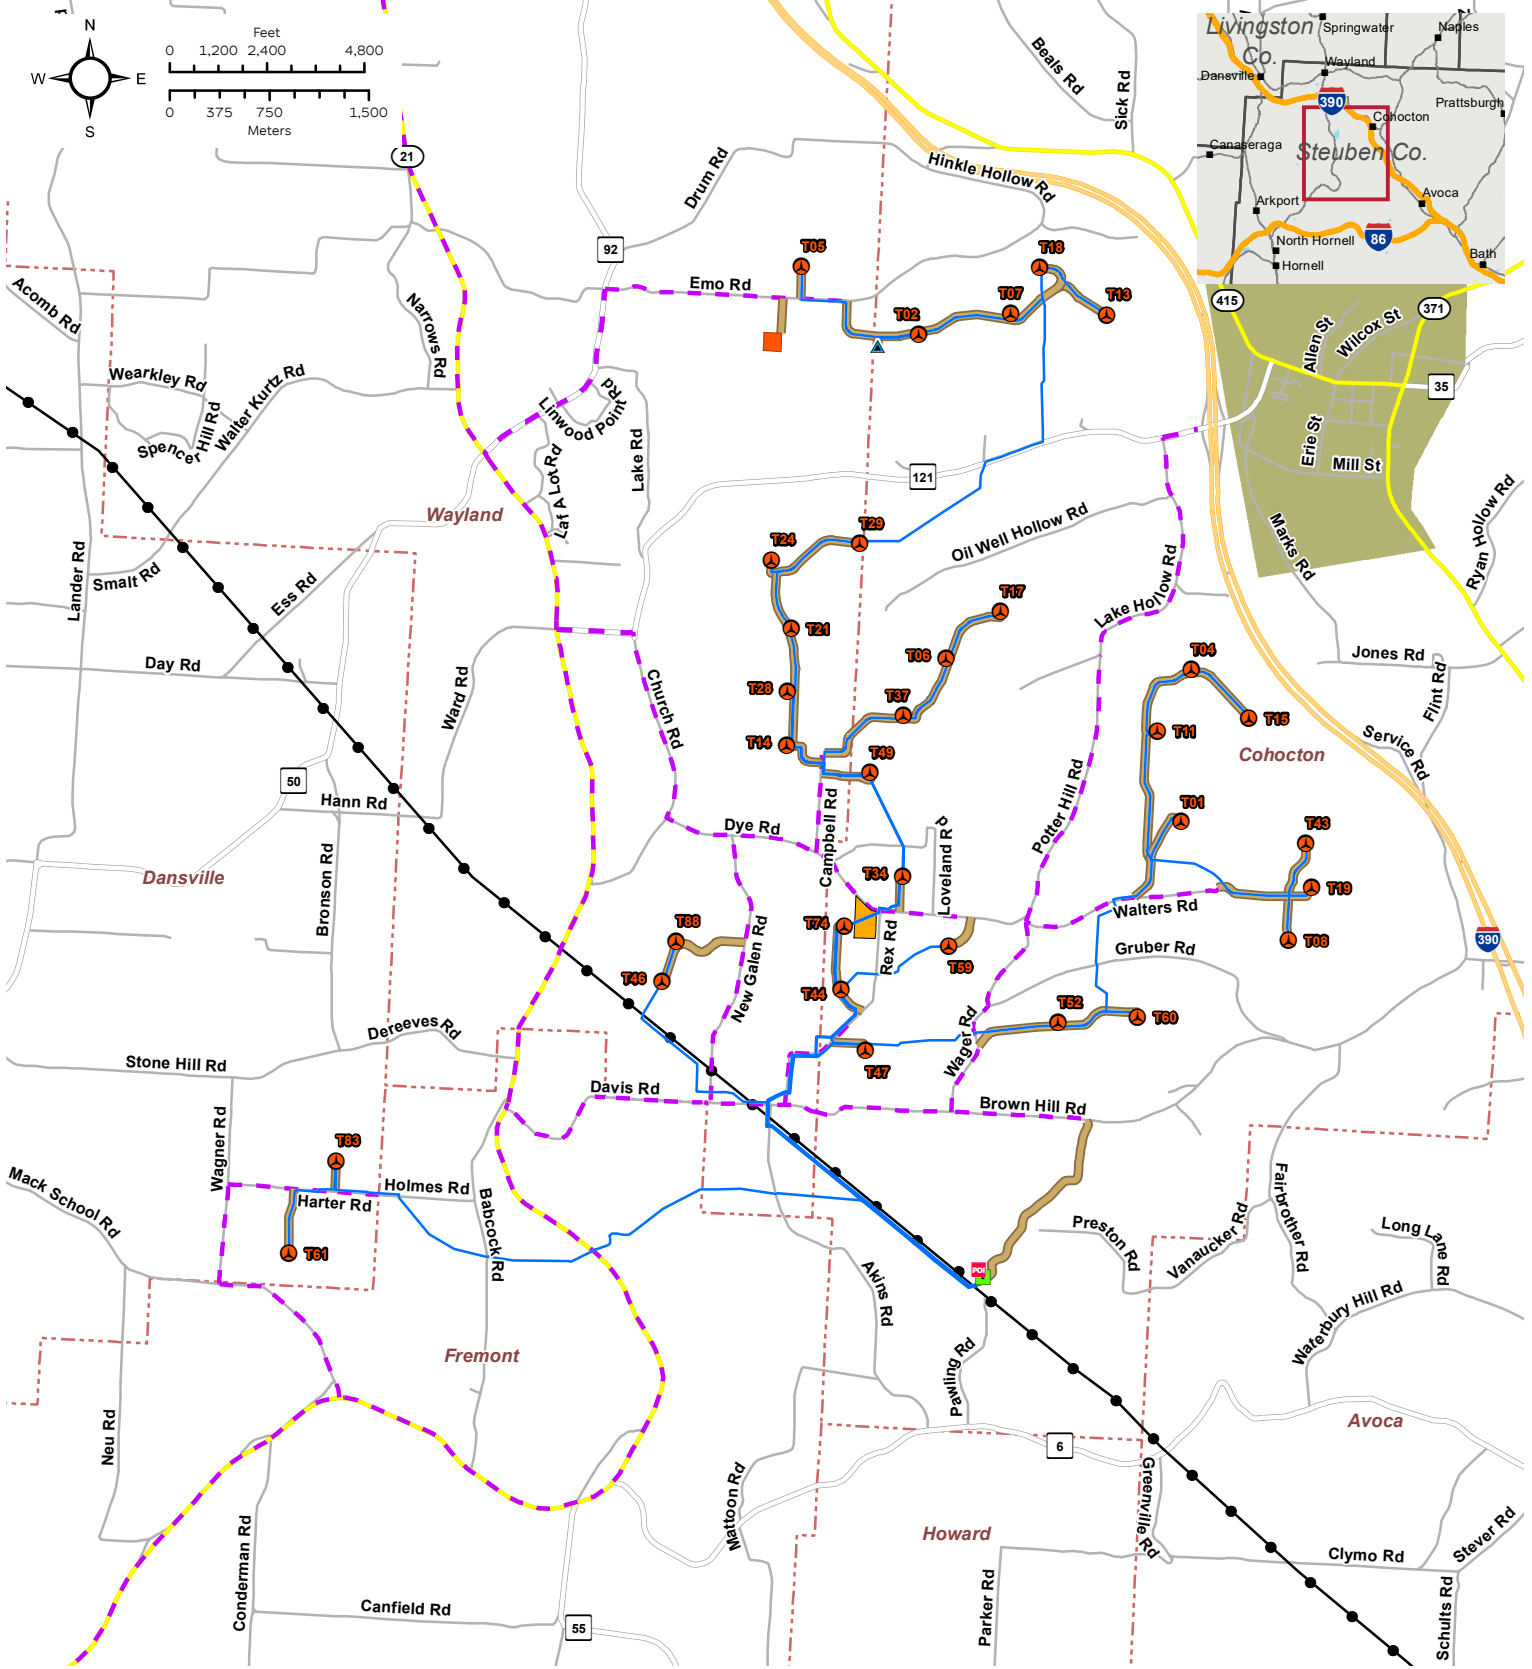 N
W
E
S
Feet
0 1,200 2,400 4,800
0 375 750 1,500
Meters
Livingston
Co.
Springwater
Naples
Wayland
Dansville
390
Prattsburgh
Cohocton
Canaseraga
Steuben Co.
Arkport
Avoca
North Hornell
86
Hornell
Bath
Beals Rd
Sick Rd
21
Drum Rd
Hinkle Hollow Rd
92
T05
T18
Emo Rd
T07
T13
T02
415
371
Acomb Rd
Narrows Rd
Allen St
Wilcox St
35
Wearkley Rd
Walter Kurtz Rd
Spencer Hill Rd
Linwood Point Rd
Lake Rd
Laf A Lot Rd
Erie St
Mill St
121
Wayland
Oil Well Hollow Rd
Marks Rd
Ryan Hollow Rd
T29
T24
Lander Rd
Smalt Rd
Ess Rd
T17
Lake Hollow Rd
T21
T06
T04
Jones Rd
Day Rd
Ward Rd
Church Rd
T28
T37
T15
T11
Flint Rd
Service Rd
T14
T49
Cohocton
50
Hann Rd
Potter Hill Rd
T01
T43
Dye Rd
Campbell Rd
Loveland Rd
Dansville
Bronson Rd
T34
T19
Walters Rd
T88
T74
Rex Rd
T08
390
New Galen Rd
T59
Gruber Rd
T46
T44
T52
T60
Dereeves Rd
Wager Rd
Stone Hill Rd
T47
Davis Rd
Brown Hill Rd
Wagner Rd
T83
Mack School Rd
Harter Rd
Holmes Rd
Babcock Rd
T61
Preston Rd
Vanaucker Rd
Fairbrother Rd
Long Lane Rd
POI
Akins Rd
Waterbury Hill Rd
Fremont
Pawling Rd
Neu Rd
Avoca
6
Mattoon Rd
Greenville Rd
Howard
Conderman Rd
Clymo Rd
Stever Rd
Canfield Rd
Parker Rd
Schults Rd
55